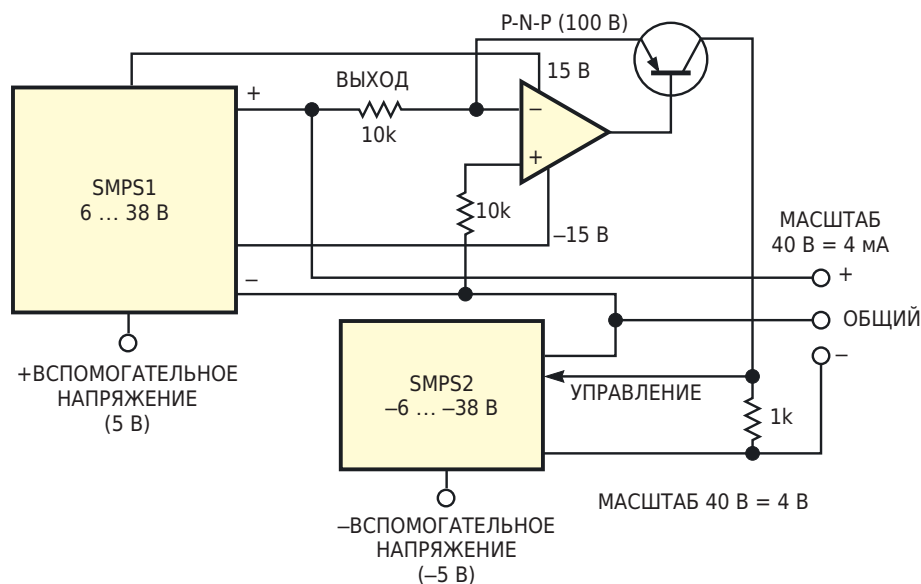 P-N-P (100 В)
15 В
ВЫХОД
+
10k
−
+
SMPS1
6 ... 38 В
10k
−15 В
−
МАСШТАБ
40 В = 4 мА
+
ОБЩИЙ
−
+ВСПОМОГАТЕЛЬНОЕ
НАПРЯЖЕНИЕ
(5 В)
SMPS2
−6 ... −38 В
УПРАВЛЕНИЕ
1k
МАСШТАБ 40 В = 4 В
−ВСПОМОГАТЕЛЬНОЕ
НАПРЯЖЕНИЕ
(−5 В)